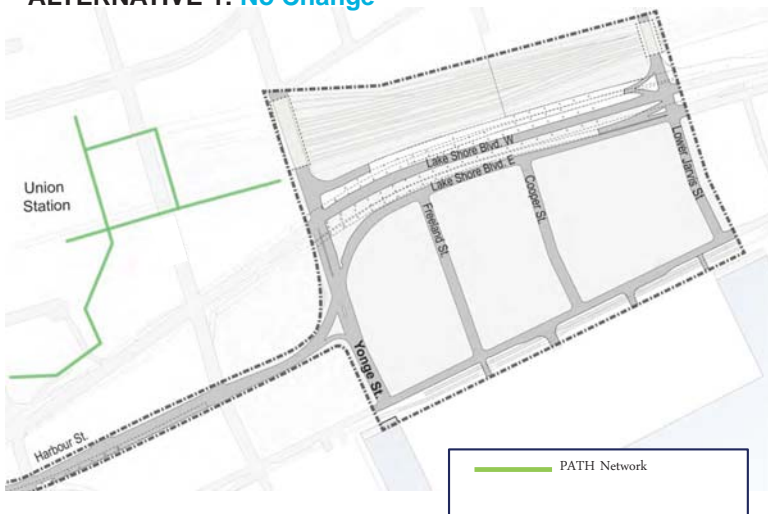 ALTERNATIVE 1: No Change
Union
Station
Lake Shore Blvd. W
Lake Shore Blvd. E
Freeland St.
Cooper St.
Lower Jarvis St
Yonge St.
Harbour St.
PATH Network